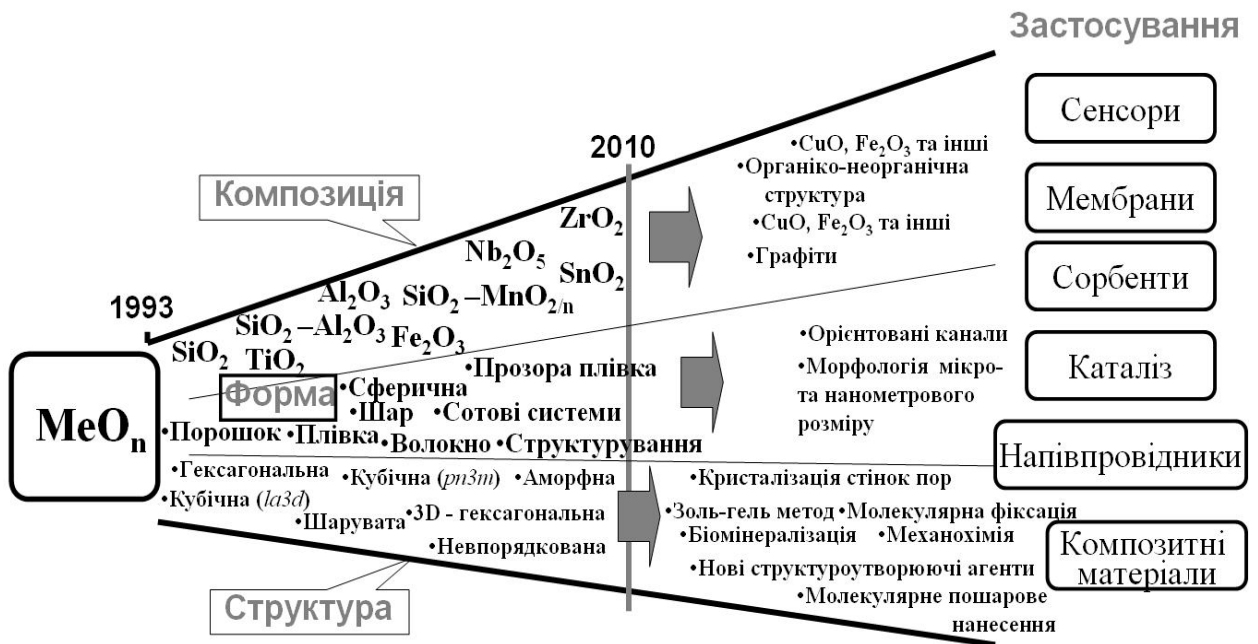 Застосування
Сенсори
2010
•CuO, Fe₂O₃ та інші
•Органіко-неорганічна
структура
Композиція
Мембрани
ZrO₂
•CuO, Fe₂O₃ та інші
Nb₂O₅
•Графіти
SnO₂
Сорбенти
1993
Al₂O₃ SiO₂ –MnO₂/ₙ
SiO₂ –Al₂O₃ Fe₂O₃
SiO₂ TiO₂
•Орієнтовані канали
Каталіз
•Прозора плівка
•Морфологія мікро-
та нанометрового
розміру
Форма
•Сферична
MeOₙ
•Шар •Сотові системи
•Порошок •Плівка •Волокно •Структурування
Напівпровідники
•Гексагональна •Кубічна (pn3m) •Аморфна
•Кристалізація стінок пор
•Кубічна (la3d)
•Шарувата •3D - гексагональна
•Золь-гель метод •Молекулярна фіксація
•Невпорядкована
•Біомінералізація •Механохімія
Композитні
матеріали
•Нові структуроутворюючі агенти
Структура
•Молекулярне пошарове
нанесення